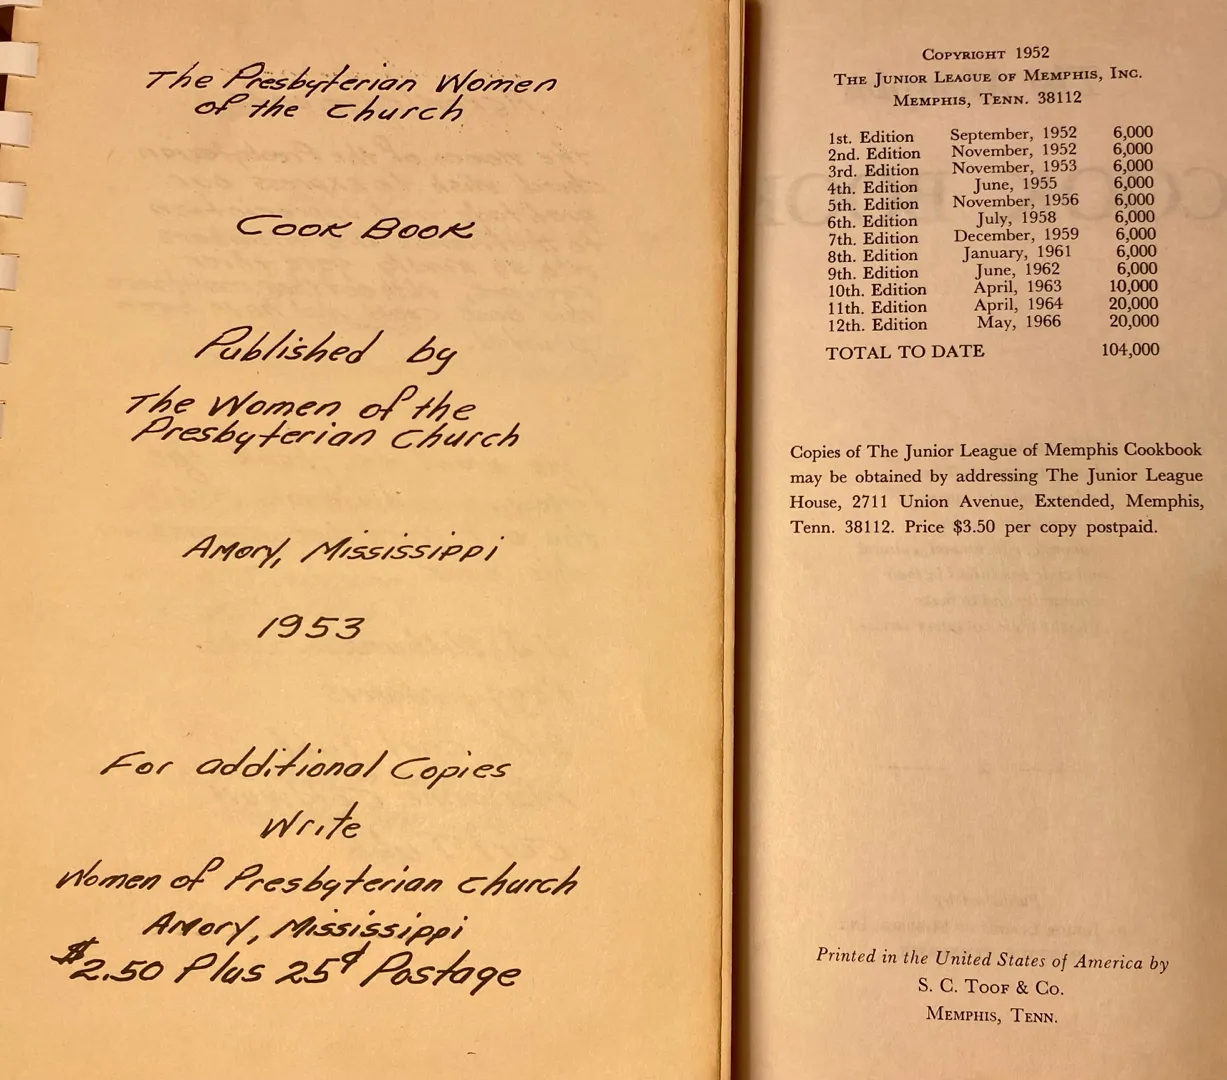 The Presbyterian Women
of the Church
Cook Book
Published by
The Women of the
Presbyterian Church
Amory, Mississippi
1953
For additional Copies
Write
Women of Presbyterian Church
Amory, Mississippi
$2.50 Plus 25¢ Postage
Copyright 1952
The Junior League of Memphis, Inc.
Memphis, Tenn. 38112
1st. Edition September, 1952 6,000
2nd. Edition November, 1952 6,000
3rd. Edition November, 1953 6,000
4th. Edition June, 1955 6,000
5th. Edition November, 1956 6,000
6th. Edition July, 1958 6,000
7th. Edition December, 1959 6,000
8th. Edition January, 1961 6,000
9th. Edition June, 1962 6,000
10th. Edition April, 1963 10,000
11th. Edition April, 1964 20,000
12th. Edition May, 1966 20,000
TOTAL TO DATE 104,000
Copies of The Junior League of Memphis Cookbook
may be obtained by addressing The Junior League
House, 2711 Union Avenue, Extended, Memphis,
Tenn. 38112. Price $3.50 per copy postpaid.
Printed in the United States of America by
S. C. Toof & Co.
Memphis, Tenn.